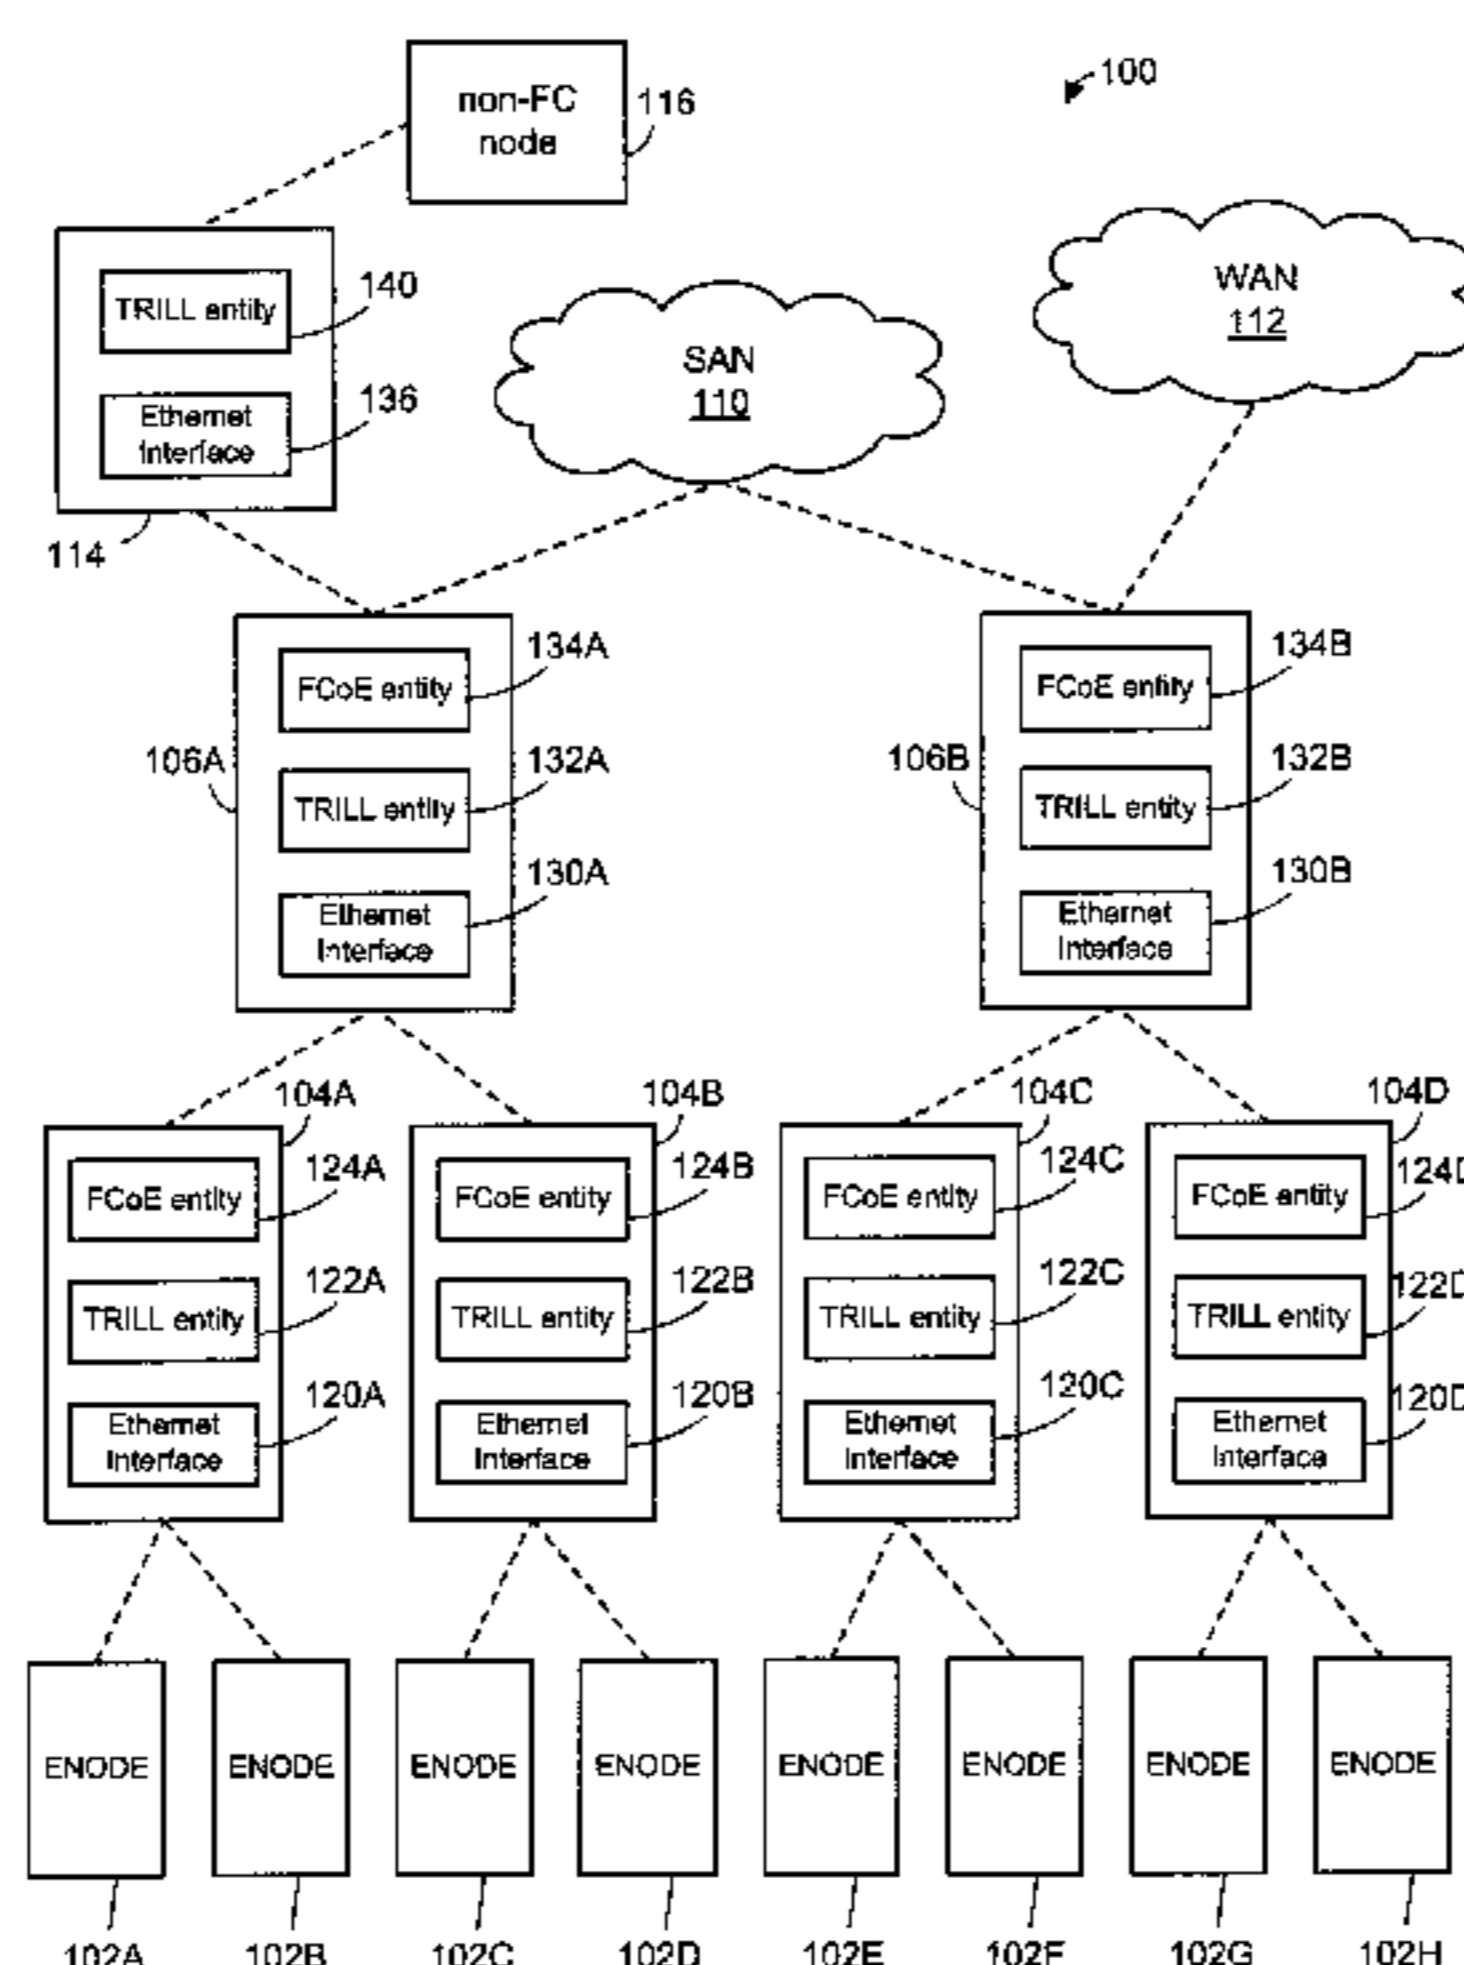 non-FC
node
116
100
TRILL entity
140
Ethernet
Interface
136
114
SAN
110
WAN
112
FCoE entity
134A
106A
TRILL entity
132A
Ethernet
Interface
130A
FCoE entity
134B
106B
TRILL entity
132B
Ethernet
Interface
130B
104A
FCoE entity
124A
TRILL entity
122A
Ethernet
Interface
120A
104B
FCoE entity
124B
TRILL entity
122B
Ethernet
Interface
120B
104C
FCoE entity
124C
TRILL entity
122C
Ethernet
Interface
120C
104D
FCoE entity
124D
TRILL entity
122D
Ethernet
Interface
120D
ENODE
ENODE
ENODE
ENODE
ENODE
ENODE
ENODE
ENODE
102A
102B
102C
102D
102E
102F
102G
102H